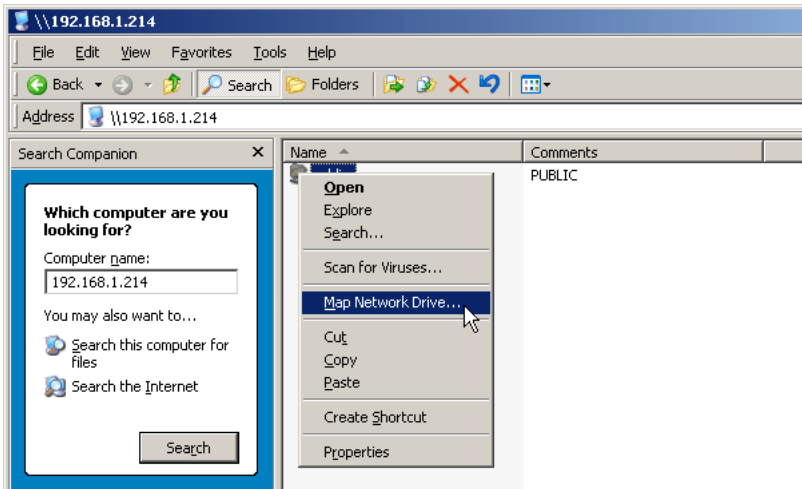 \\192.168.1.214
File Edit View Favorites Tools Help
Back Search Folders
Address \\192.168.1.214
Search Companion
Name Comments
PUBLIC
Which computer are you
looking for?
Computer name:
192.168.1.214
You may also want to...
Search this computer for
files
Search the Internet
Search
Open
Explore
Search...
Scan for Viruses...
Map Network Drive...
Cut
Copy
Paste
Create Shortcut
Properties